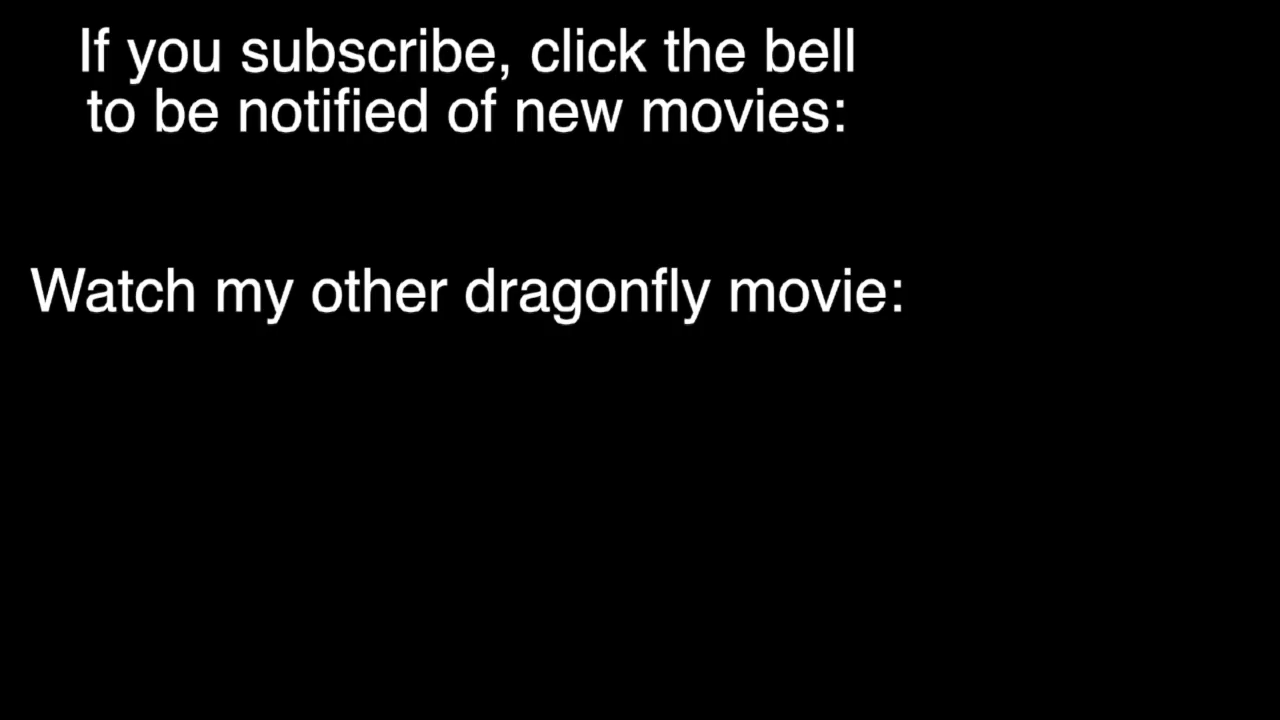 If you subscribe, click the bell
to be notified of new movies:
Watch my other dragonfly movie: